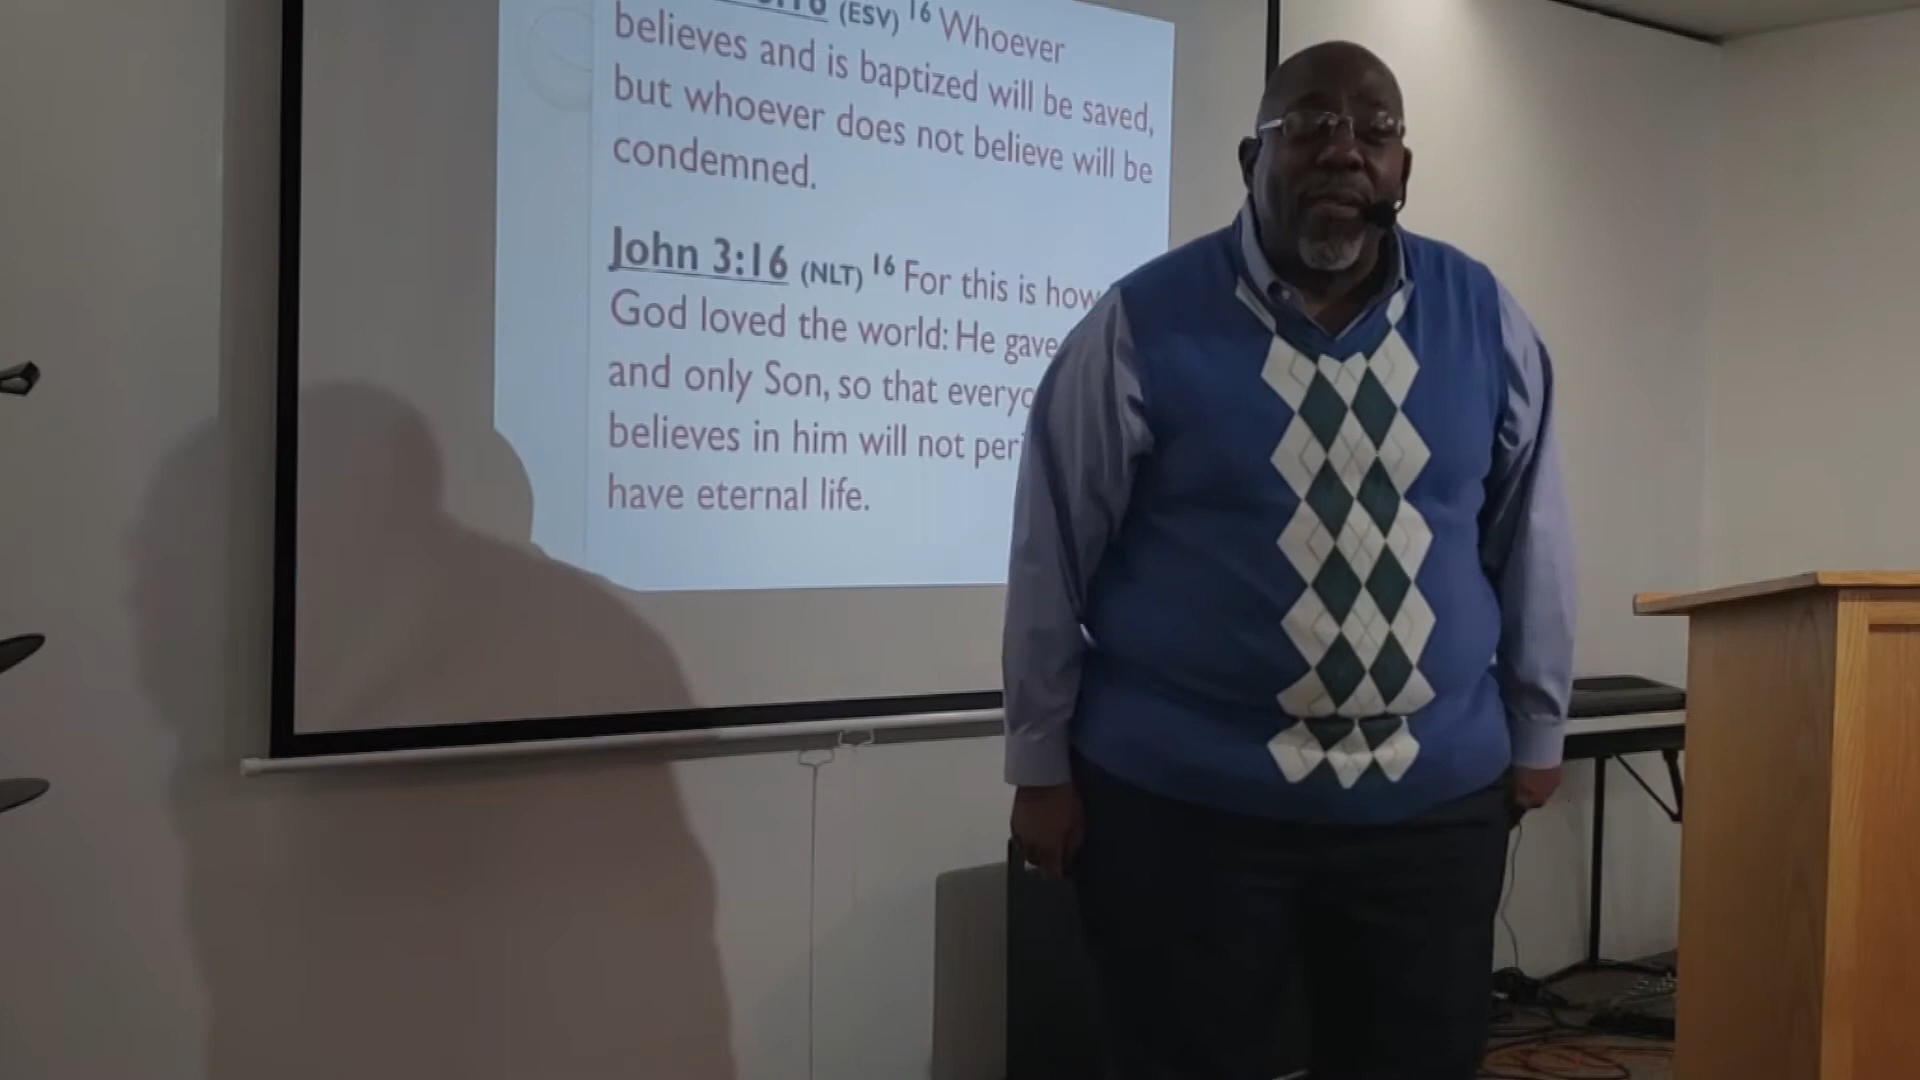 (ESV) 16 Whoever
believes and is baptized will be saved,
but whoever does not believe will be
condemned.
John 3:16 (NLT) 16 For this is how
God loved the world: He gave
and only Son, so that
believes in him will not
have eternal life.